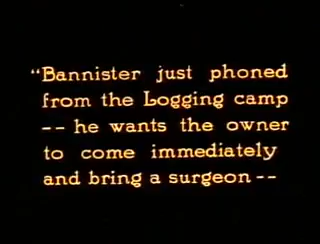 “Bannister just phoned
from the Logging camp
-- he wants the owner
to come immediately
and bring a surgeon --